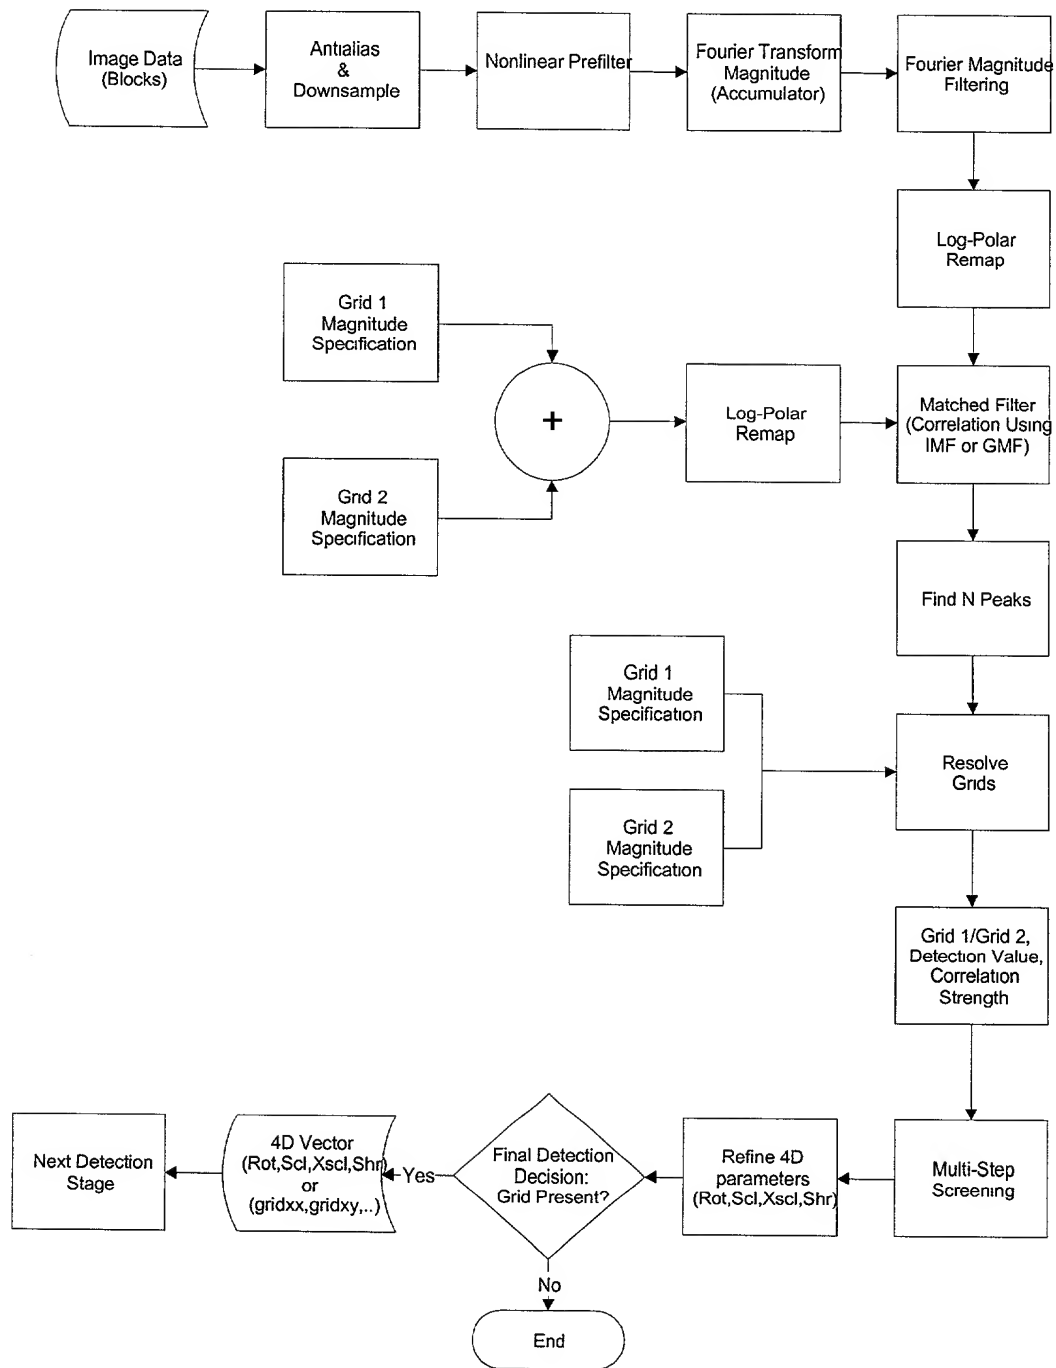 Image Data
(Blocks)
Antialias
&
Downsample
Nonlinear Prefilter
Fourier Transform
Magnitude
(Accumulator)
Fourier Magnitude
Filtering
Log-Polar
Remap
Grid 1
Magnitude
Specification
Grid 2
Magnitude
Specification
+
Log-Polar
Remap
Matched Filter
(Correlation Using
IMF or GMF)
Find N Peaks
Grid 1
Magnitude
Specification
Grid 2
Magnitude
Specification
Resolve
Grids
Grid 1/Grid 2,
Detection Value,
Correlation
Strength
Multi-Step
Screening
Refine 4D
parameters
(Rot,Scl,Xscl,Shr)
Final Detection
Decision:
Grid Present?
Yes
4D Vector
(Rot,Scl,Xscl,Shr)
or
(gridxx,gridxy,..)
Next Detection
Stage
No
End